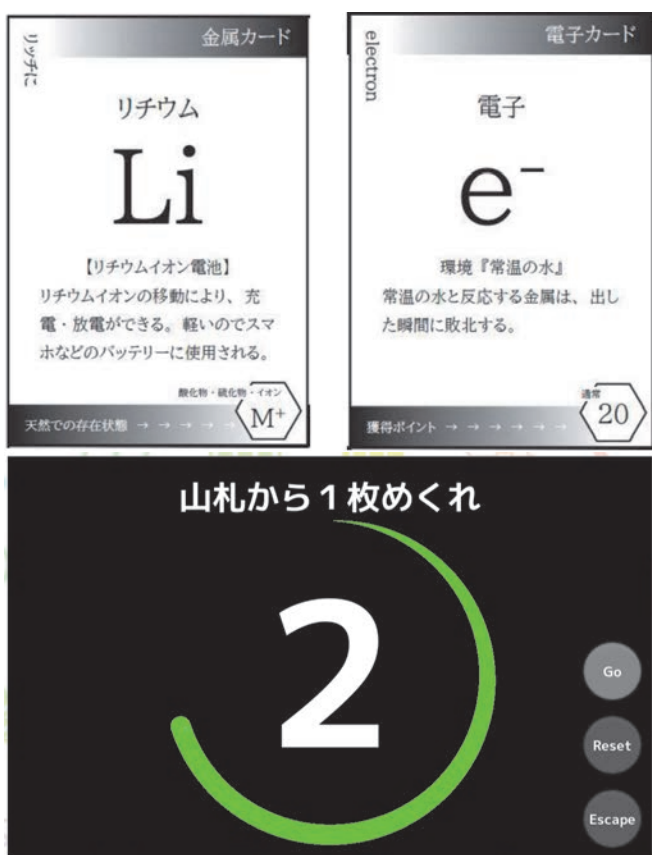 金属カード
リッチに
リチウム
Li
【リチウムイオン電池】
リチウムイオンの移動により、充
電・放電ができる。軽いのでスマ
ホなどのバッテリーに使用される。
酸化物・硫化物・イオン
天然での存在状態 → → → → → M⁺
電子カード
electron
電子
e⁻
環境『常温の水』
常温の水と反応する金属は、出し
た瞬間に敗北する。
通常
獲得ポイント → → → → → → 20
山札から1枚めくれ
2
Go
Reset
Escape